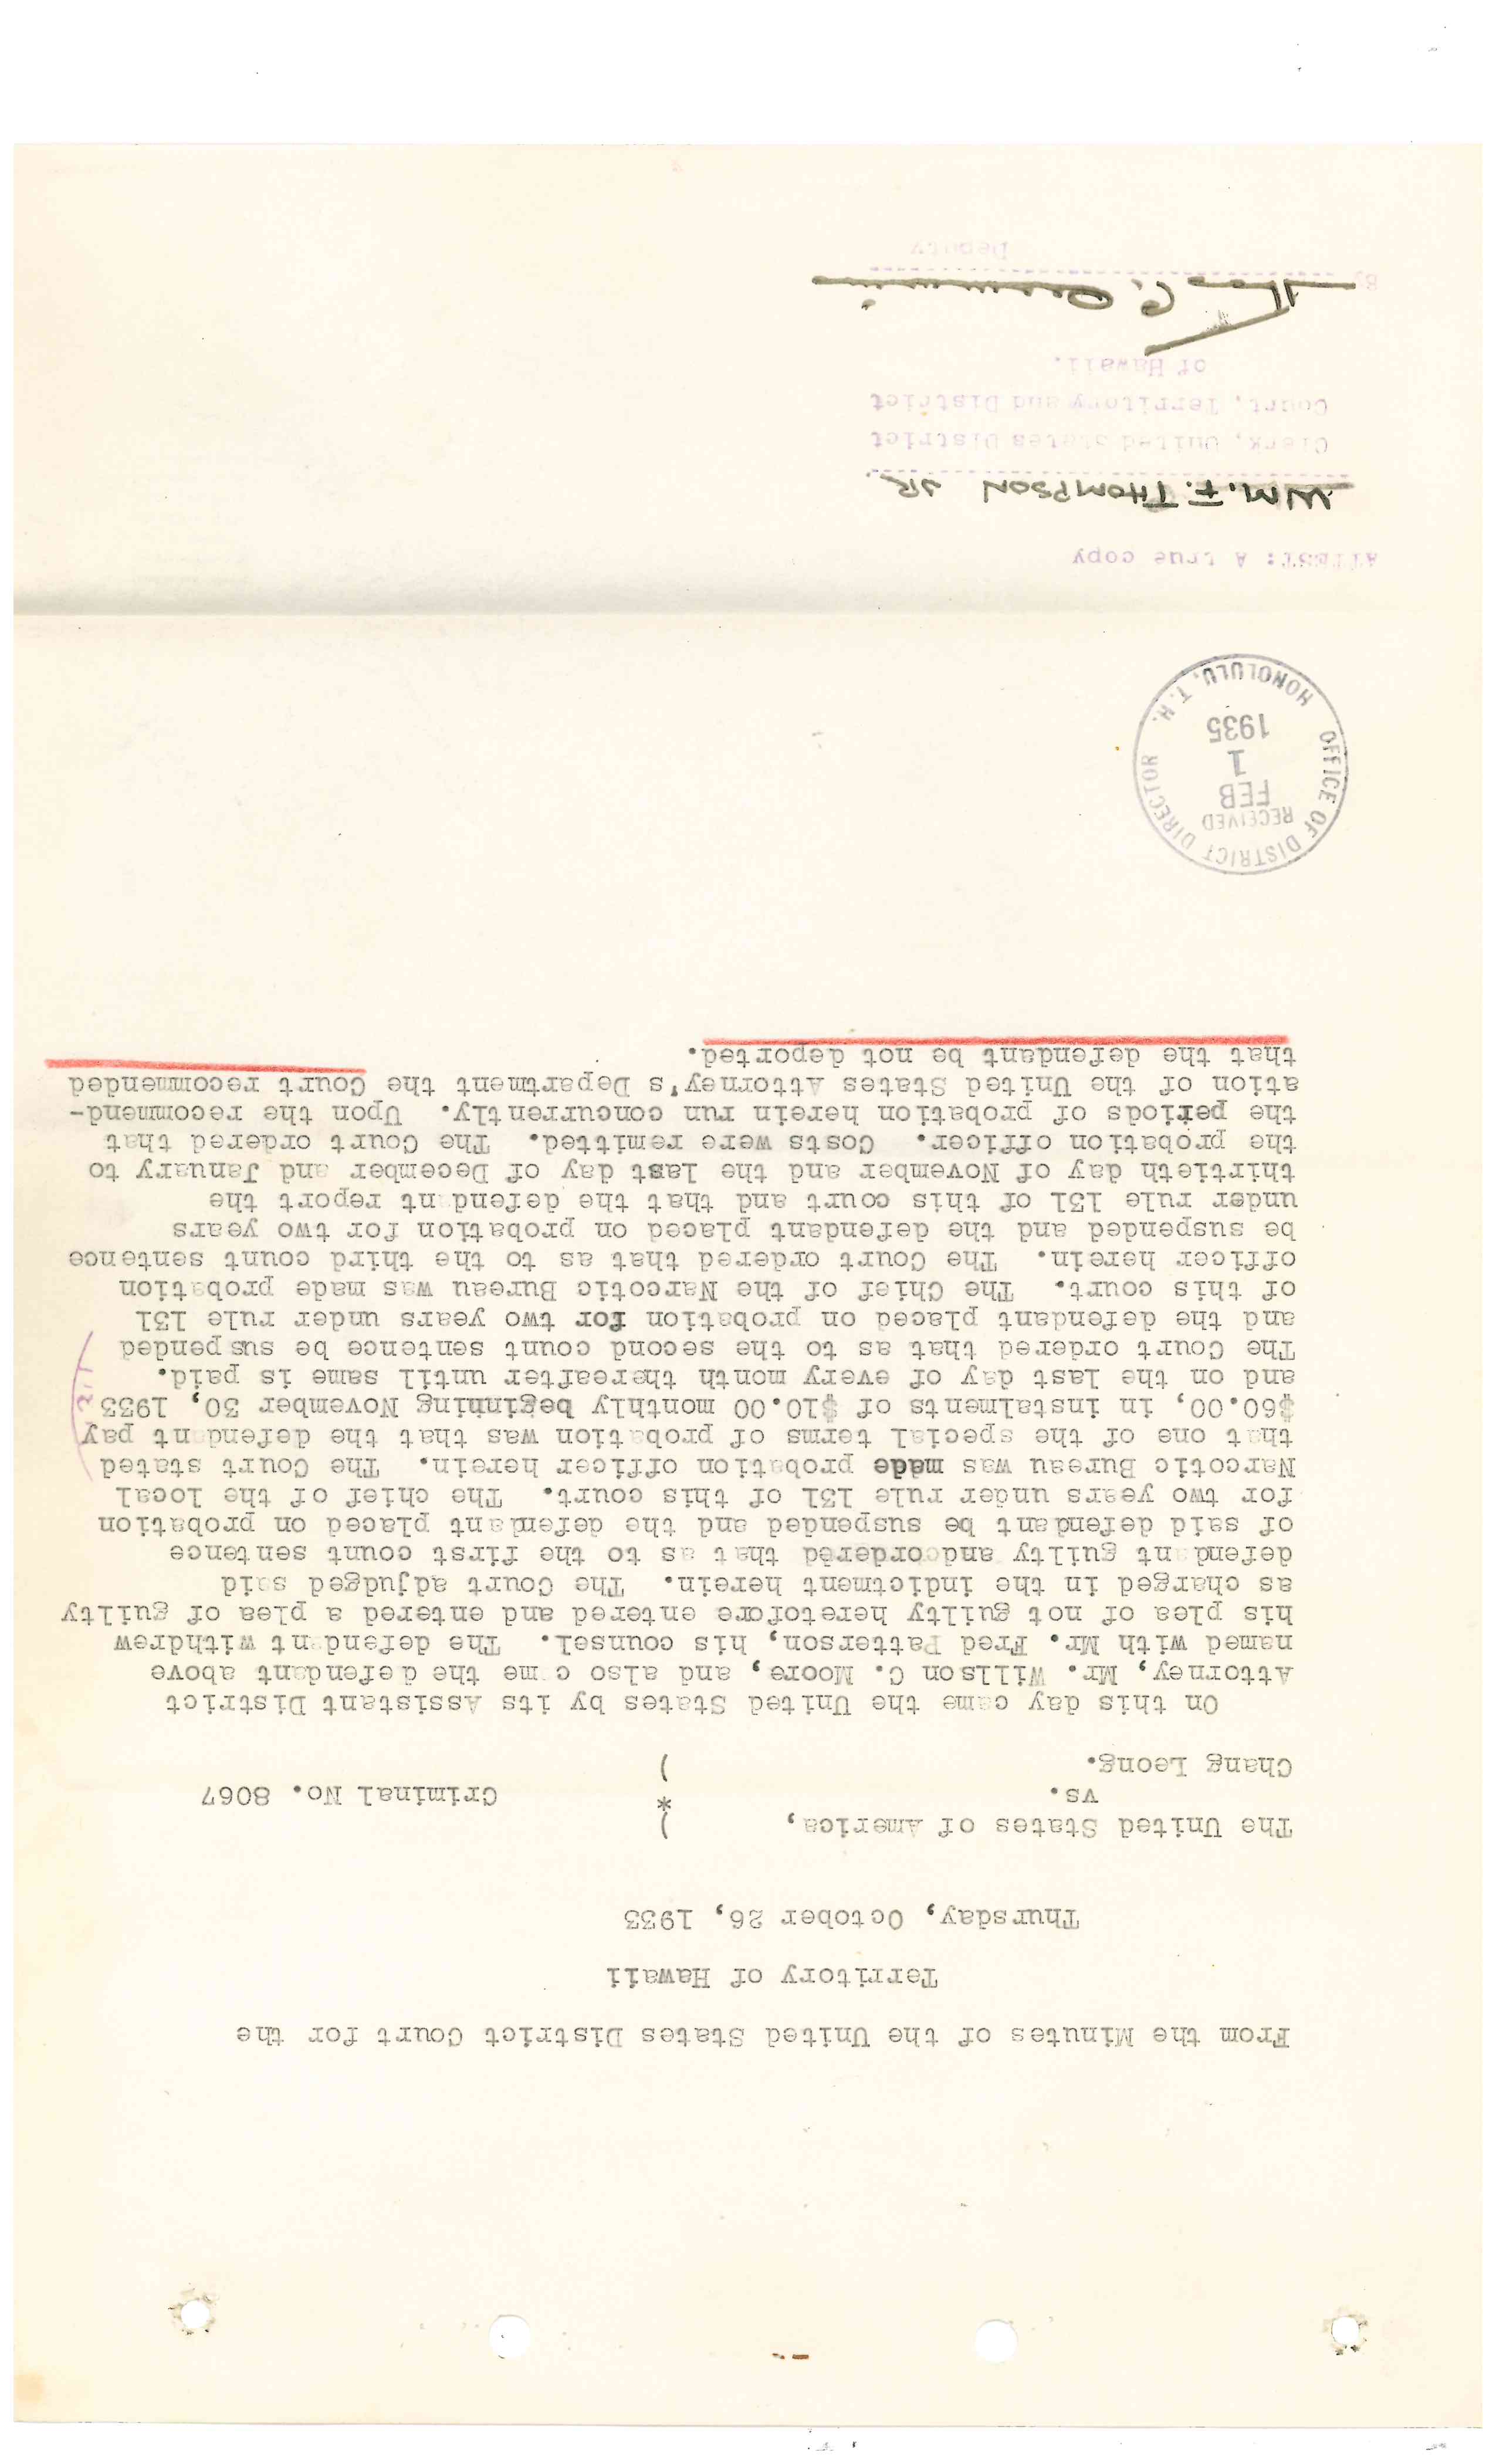 From the Minutes of the United States District Court for the
Territory of Hawaii
Thursday, October 26, 1933
The United States of America, )
vs. * Criminal No. 8067
Chang Leong. )
On this day came the United States by its Assistant District
Attorney, Mr. Willson C. Moore, and also came the defendant above
named with Mr. Fred Patterson, his counsel. The defendant withdrew
his plea of not guilty heretofore entered and entered a plea of guilty
as charged in the indictment herein. The Court adjudged said
defendant guilty and ordered that as to the first count sentence
of said defendant be suspended and the defendant placed on probation
for two years under rule 131 of this court. The chief of the local
Narcotic Bureau was made probation officer herein. The Court stated
that one of the special terms of probation was that the defendant pay
$60.00, in instalments of $10.00 monthly beginning November 30, 1933
and on the last day of every month thereafter until same is paid.
The Court ordered that as to the second count sentence be suspended
and the defendant placed on probation for two years under rule 131
of this court. The Chief of the Narcotic Bureau was made probation
officer herein. The Court ordered that as to the third count sentence
be suspended and the defendant placed on probation for two years
under rule 131 of this court and that the defendant report the
thirtieth day of November and the last day of December and January to
the probation officer. Costs were remitted. The Court ordered that
the periods of probation herein run concurrently. Upon the recommend-
ation of the United States Attorney's Department the Court recommended
that the defendant be not deported.
OFFICE OF DISTRICT DIRECTOR
RECEIVED
FEB
1
1935
HONOLULU, T.H.
ATTEST: A true copy
WM. F. THOMPSON JR.
Clerk, United States District
Court, Territory and District
of Hawaii.
By Thos P.
Deputy